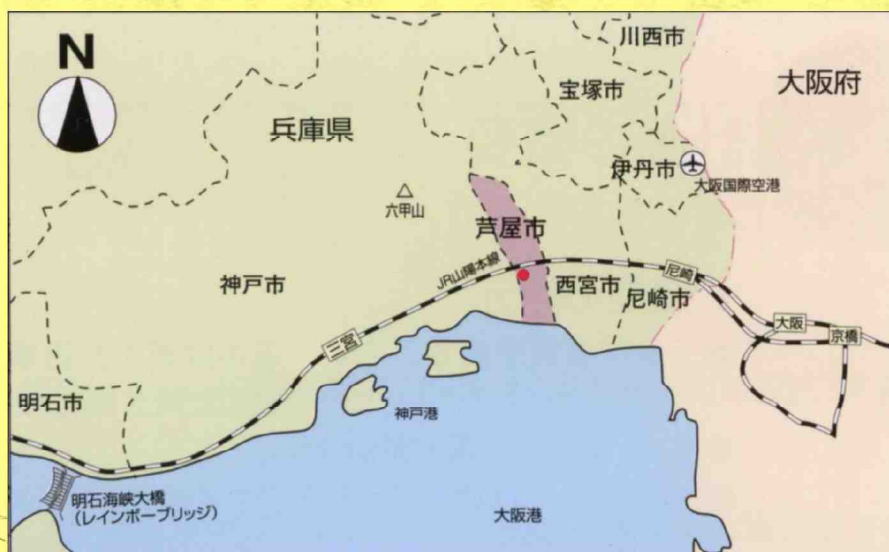 N
川西市
大阪府
宝塚市
兵庫県
伊丹市
大阪国際空港
六甲山
芦屋市
神戸市
JR山陽本線
西宮市
尼崎
尼崎市
大阪
京橋
三宮
明石市
神戸港
明石海峡大橋
(レインボーブリッジ)
大阪港